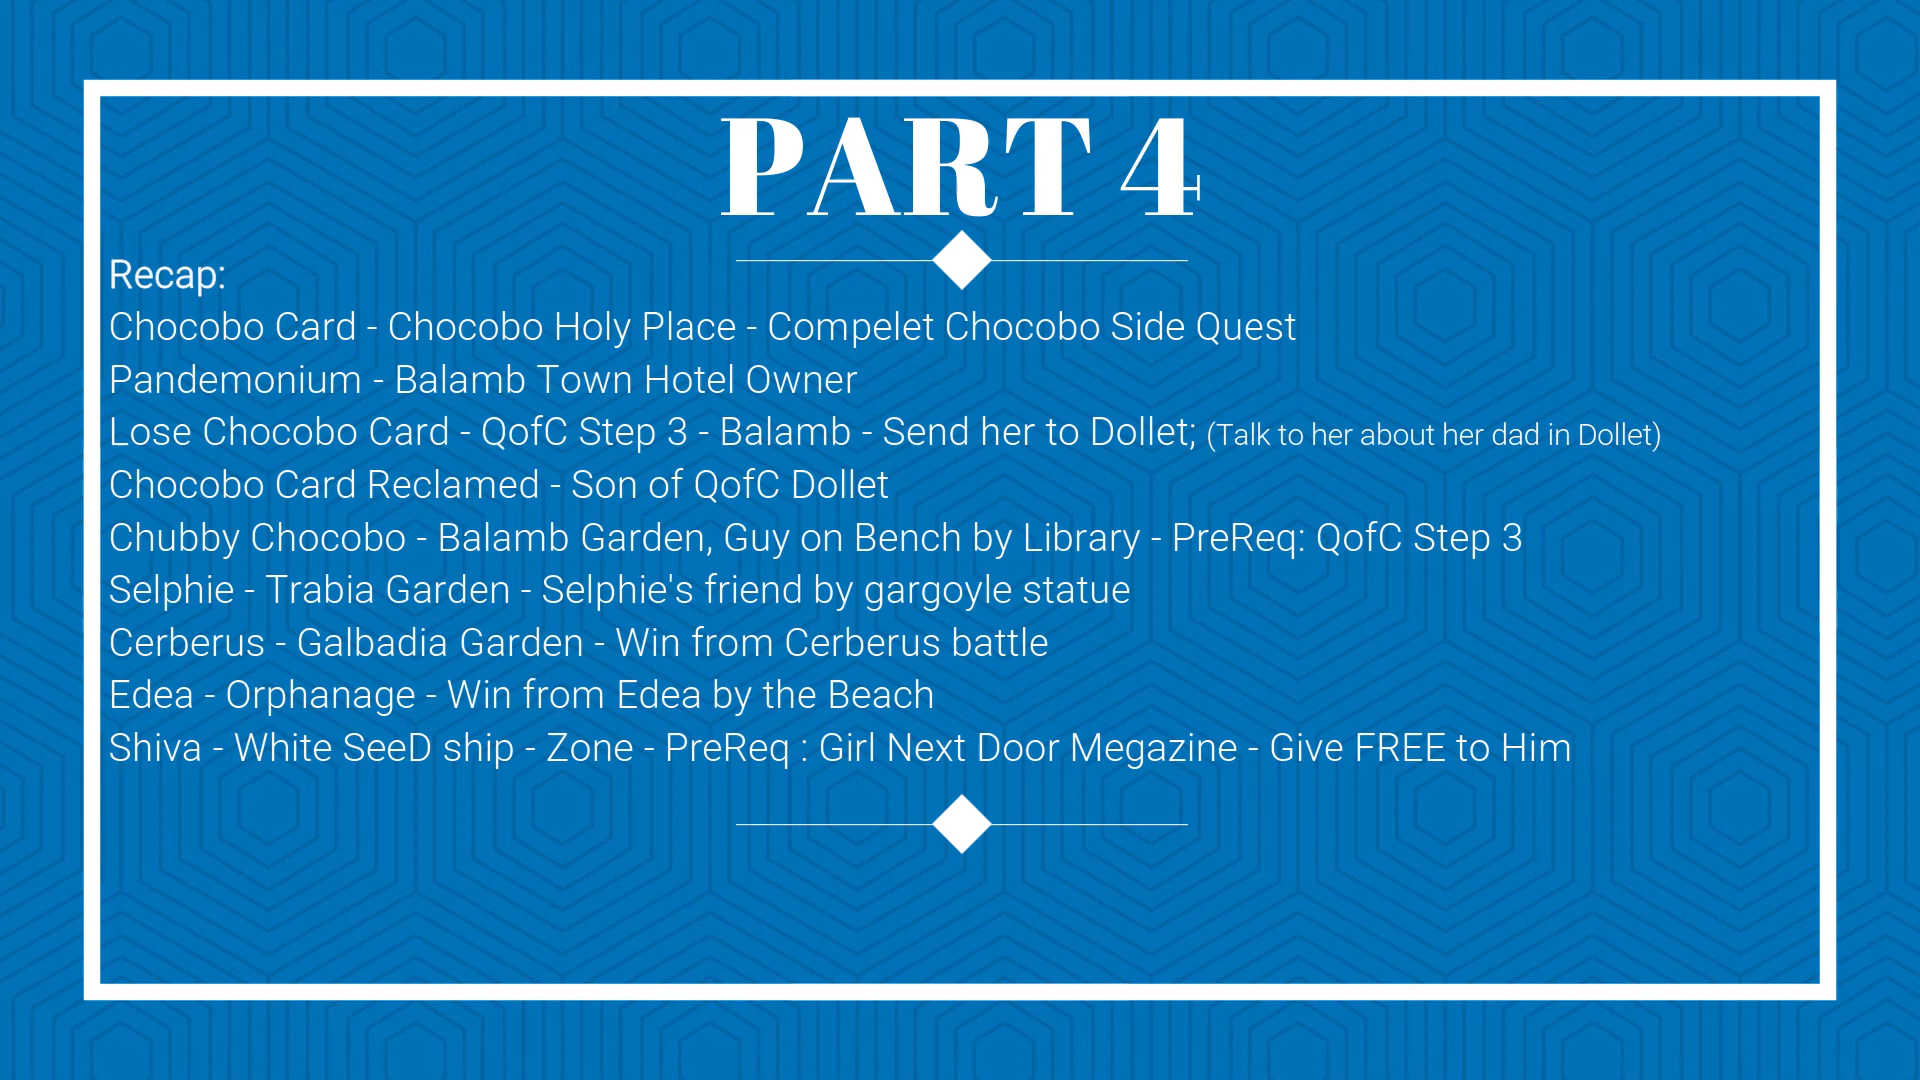 PART 4
Recap:
Chocobo Card - Chocobo Holy Place - Compelet Chocobo Side Quest
Pandemonium - Balamb Town Hotel Owner
Lose Chocobo Card - QofC Step 3 - Balamb - Send her to Dollet; (Talk to her about her dad in Dollet)
Chocobo Card Reclamed - Son of QofC Dollet
Chubby Chocobo - Balamb Garden, Guy on Bench by Library - PreReq: QofC Step 3
Selphie - Trabia Garden - Selphie's friend by gargoyle statue
Cerberus - Galbadia Garden - Win from Cerberus battle
Edea - Orphanage - Win from Edea by the Beach
Shiva - White SeeD ship - Zone - PreReq : Girl Next Door Megazine - Give FREE to Him